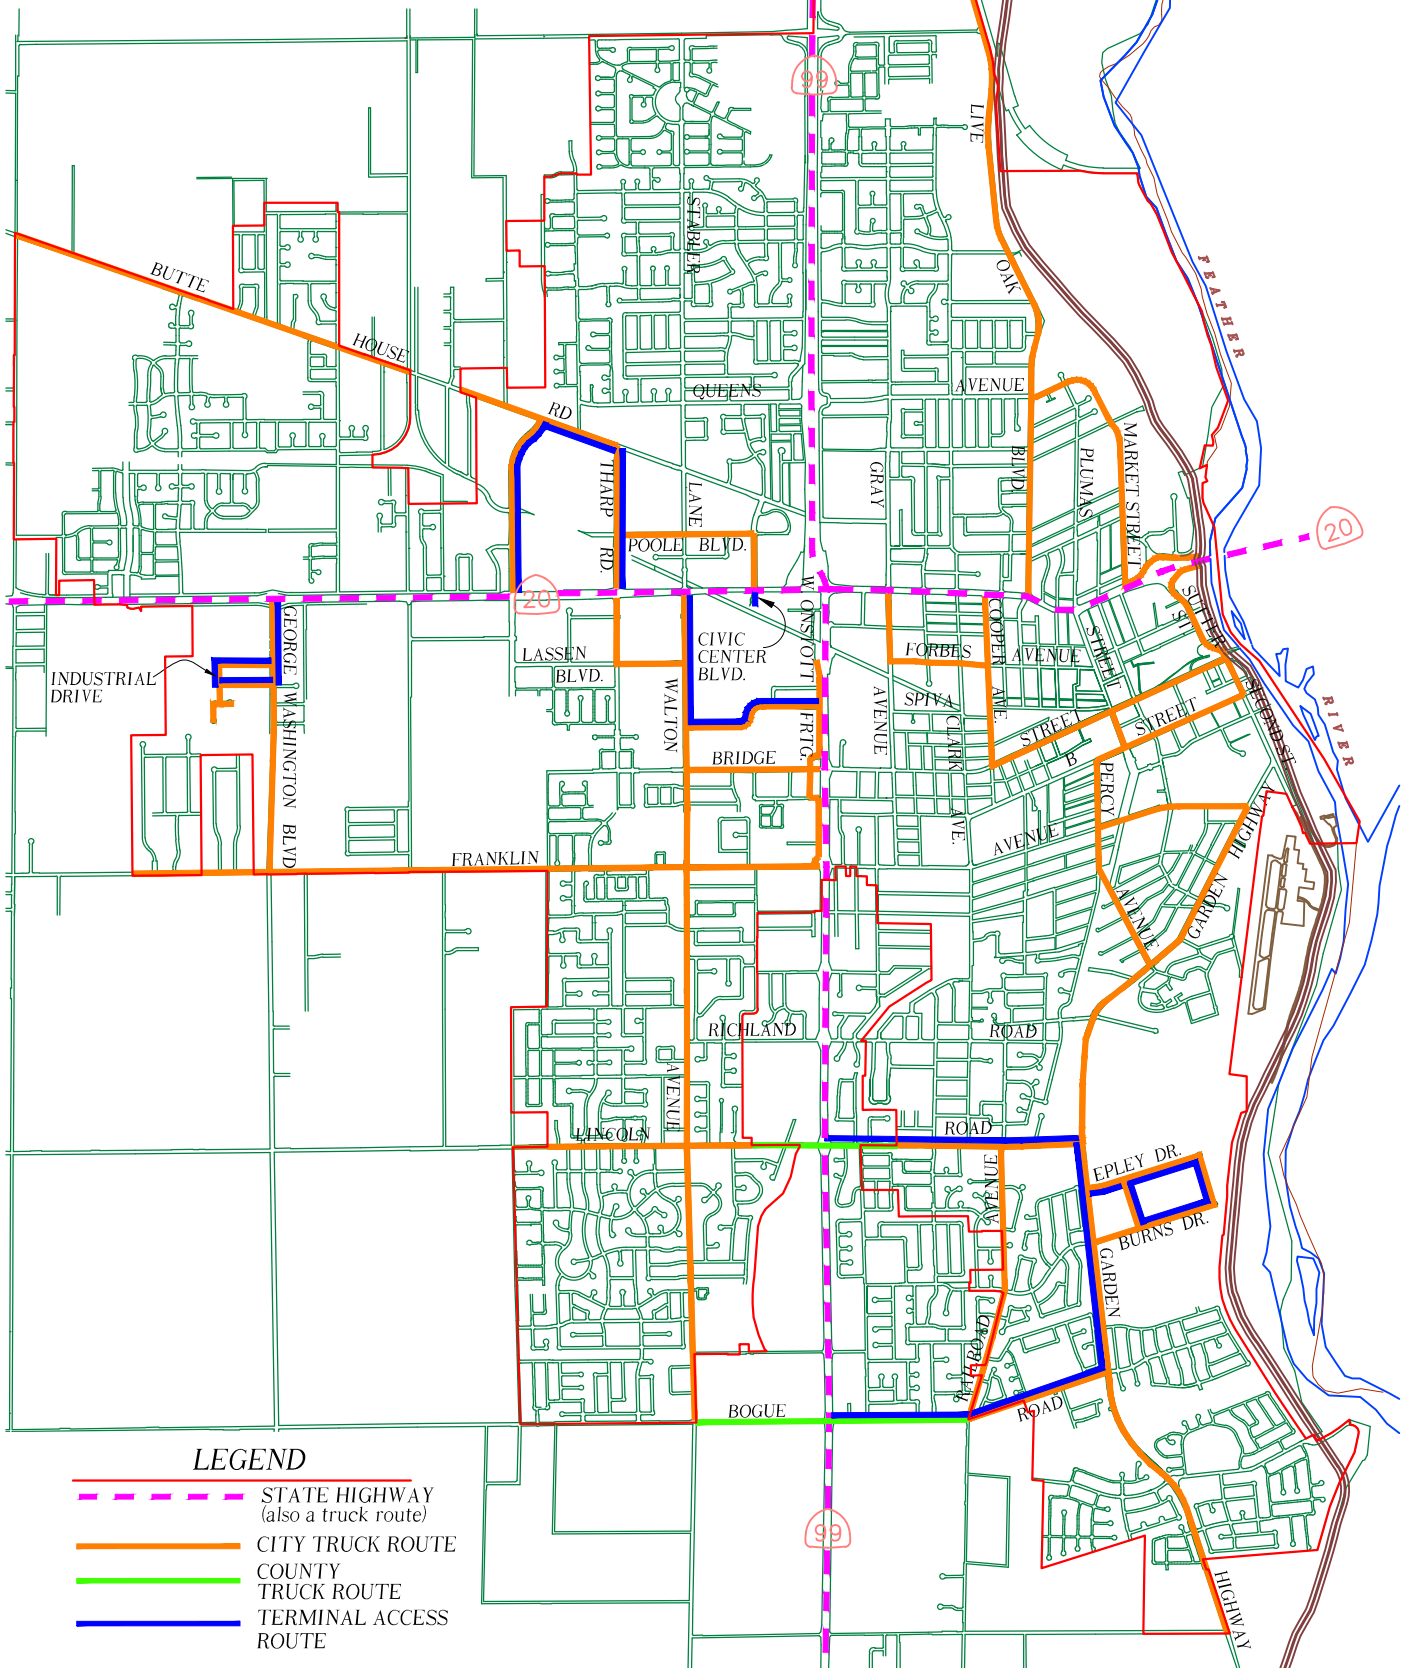 99
LIVE
OAK
BLVD.
FEATHER
RIVER
STABLER
LANE
BUTTE
HOUSE
RD
QUEENS
AVENUE
THARP
RD.
GRAY
AVENUE
PLUMAS
STREET
MARKET STREET
20
POOLE BLVD.
20
W. ONSTOTT
FRTG.
CIVIC
CENTER
BLVD.
GEORGE WASHINGTON BLVD
INDUSTRIAL
DRIVE
LASSEN
BLVD.
WALTON
AVENUE
FORBES
AVENUE
COOPER AVE.
SPIVA
CLARK
AVE.
SUTTER
ST.
SECOND ST.
STREET
B
STREET
BRIDGE
PERCY
AVENUE
FRANKLIN
AVENUE
GARDEN HIGHWAY
RICHLAND
ROAD
LINCOLN
ROAD
AVENUE
RAILROAD
EPLEY DR.
BURNS DR.
GARDEN
HIGHWAY
BOGUE
ROAD
99
LEGEND
STATE HIGHWAY
(also a truck route)
CITY TRUCK ROUTE
COUNTY
TRUCK ROUTE
TERMINAL ACCESS
ROUTE